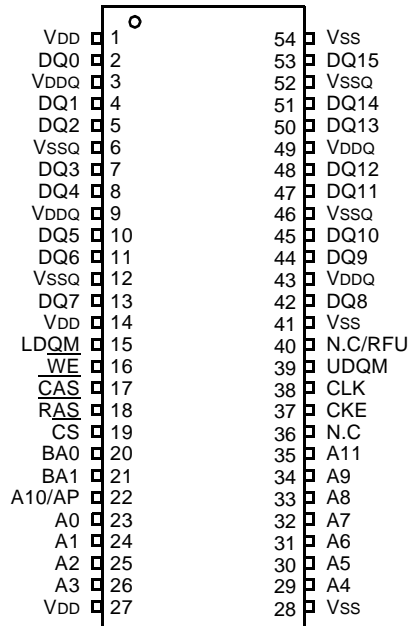 VDD 1 54 VSS
DQ0 2 53 DQ15
VDDQ 3 52 VSSQ
DQ1 4 51 DQ14
DQ2 5 50 DQ13
VSSQ 6 49 VDDQ
DQ3 7 48 DQ12
DQ4 8 47 DQ11
VDDQ 9 46 VSSQ
DQ5 10 45 DQ10
DQ6 11 44 DQ9
VSSQ 12 43 VDDQ
DQ7 13 42 DQ8
VDD 14 41 VSS
LDQM 15 40 N.C/RFU
WE 16 39 UDQM
CAS 17 38 CLK
RAS 18 37 CKE
CS 19 36 N.C
BA0 20 35 A11
BA1 21 34 A9
A10/AP 22 33 A8
A0 23 32 A7
A1 24 31 A6
A2 25 30 A5
A3 26 29 A4
VDD 27 28 VSS